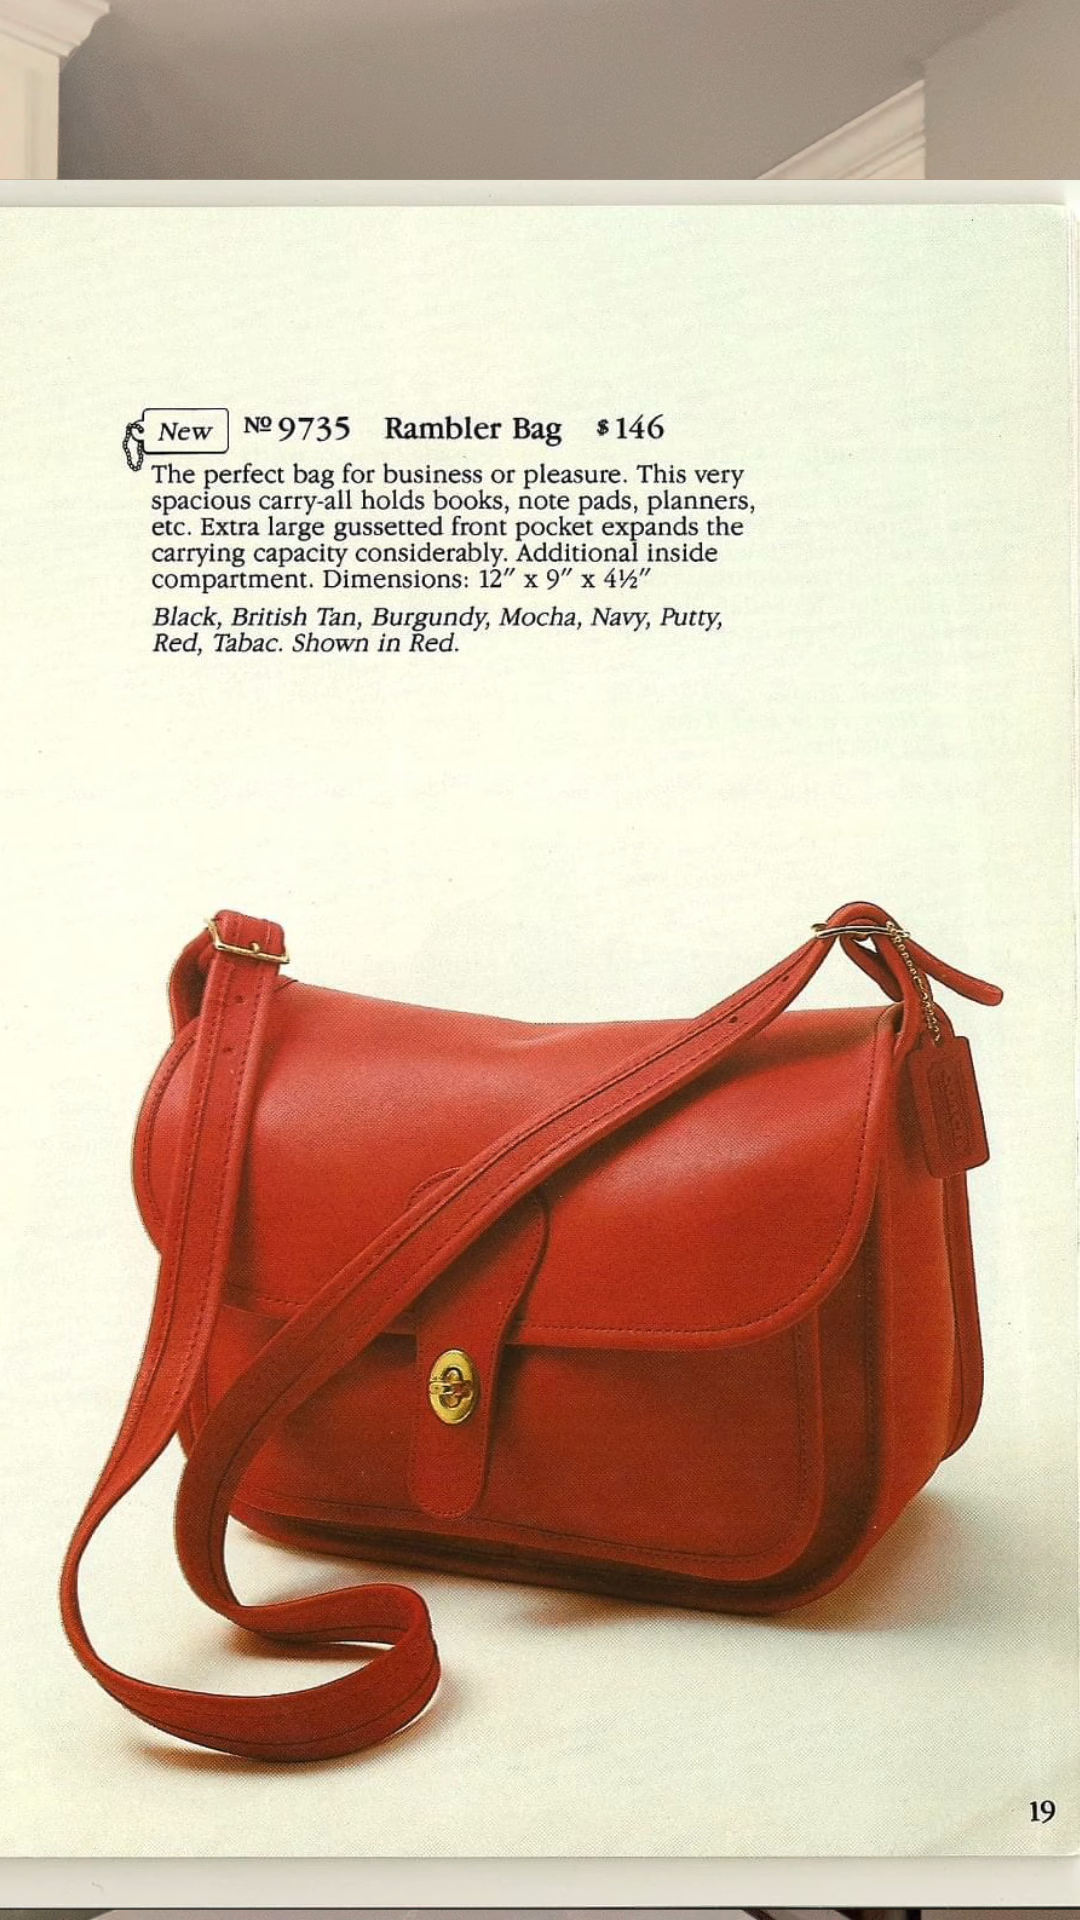 New Nº 9735 Rambler Bag $146
The perfect bag for business or pleasure. This very
spacious carry-all holds books, note pads, planners,
etc. Extra large gussetted front pocket expands the
carrying capacity considerably. Additional inside
compartment. Dimensions: 12″ x 9″ x 4½″
Black, British Tan, Burgundy, Mocha, Navy, Putty,
Red, Tabac. Shown in Red.
19